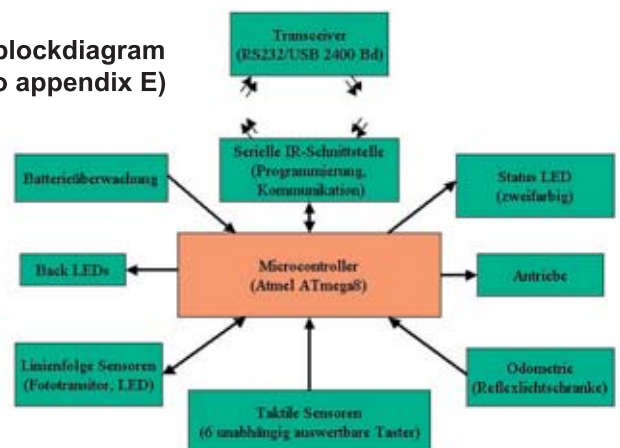 blockdiagram
o appendix E)
Transceiver
(RS232/USB 2400 Bd)
Serielle IR-Schnittstelle
(Programmierung,
Kommunikation)
Batterieüberwachung
Status LED
(zweifarbig)
Back LEDs
Microcontroller
(Atmel ATmega8)
Antriebe
Linienfolge Sensoren
(Fototransitor, LED)
Taktile Sensoren
(6 unabhängig auswertbare Taster)
Odometrie
(Reflexlichtschranke)